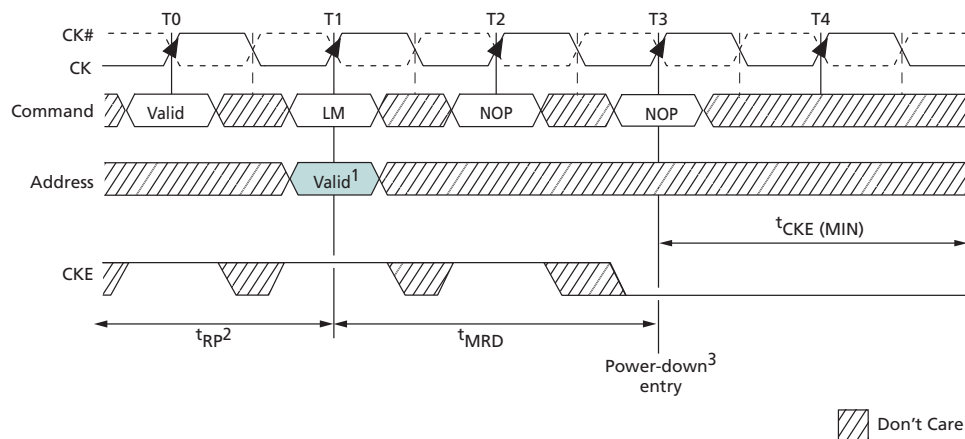 T0 T1 T2 T3 T4
CK#
CK
Command Valid LM NOP NOP
Address Valid1
tCKE (MIN)
CKE
tRP2 tMRD
Power-down3
entry
Don't Care